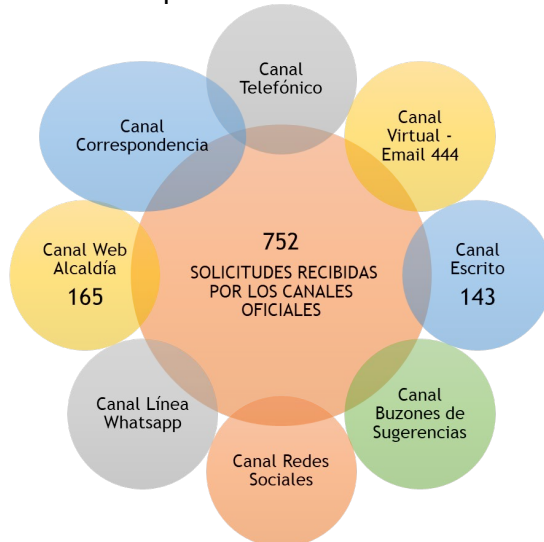 Canal
Telefónico
Canal
Virtual -
Email 444
Canal
Escrito
143
Canal
Buzones de
Sugerencias
Canal Redes
Sociales
Canal Línea
Whatsapp
Canal Web
Alcaldía
165
Canal
Correspondencia
752
SOLICITUDES RECIBIDAS
POR LOS CANALES
OFICIALES